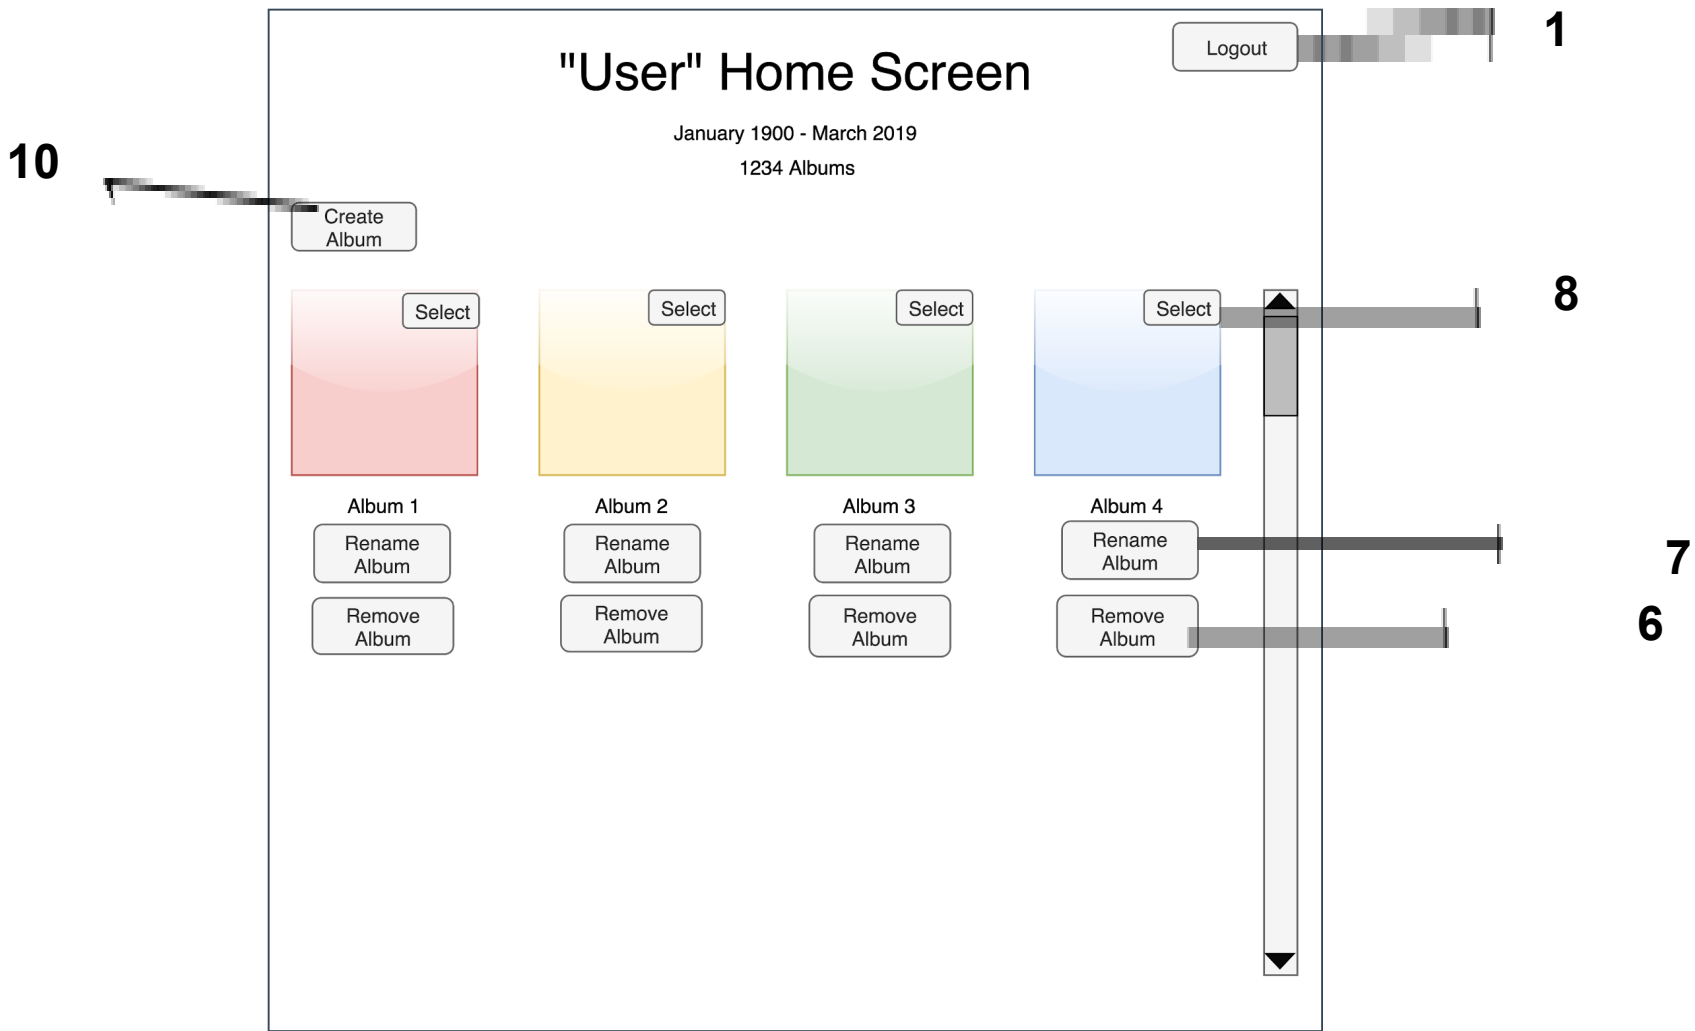 1
Logout
"User" Home Screen
January 1900 - March 2019
10
1234 Albums
Create
Album
Select
Select
Select
Select
8
Album 1
Album 2
Album 3
Album 4
Rename
Album
Rename
Album
Rename
Album
Rename
Album
7
Remove
Album
Remove
Album
Remove
Album
Remove
Album
6